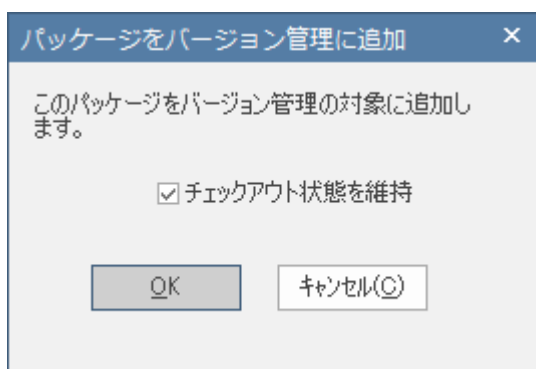 パッケージをバージョン管理に追加
このパッケージをバージョン管理の対象に追加し
ます。
チェックアウト状態を維持
OK
キャンセル(C)